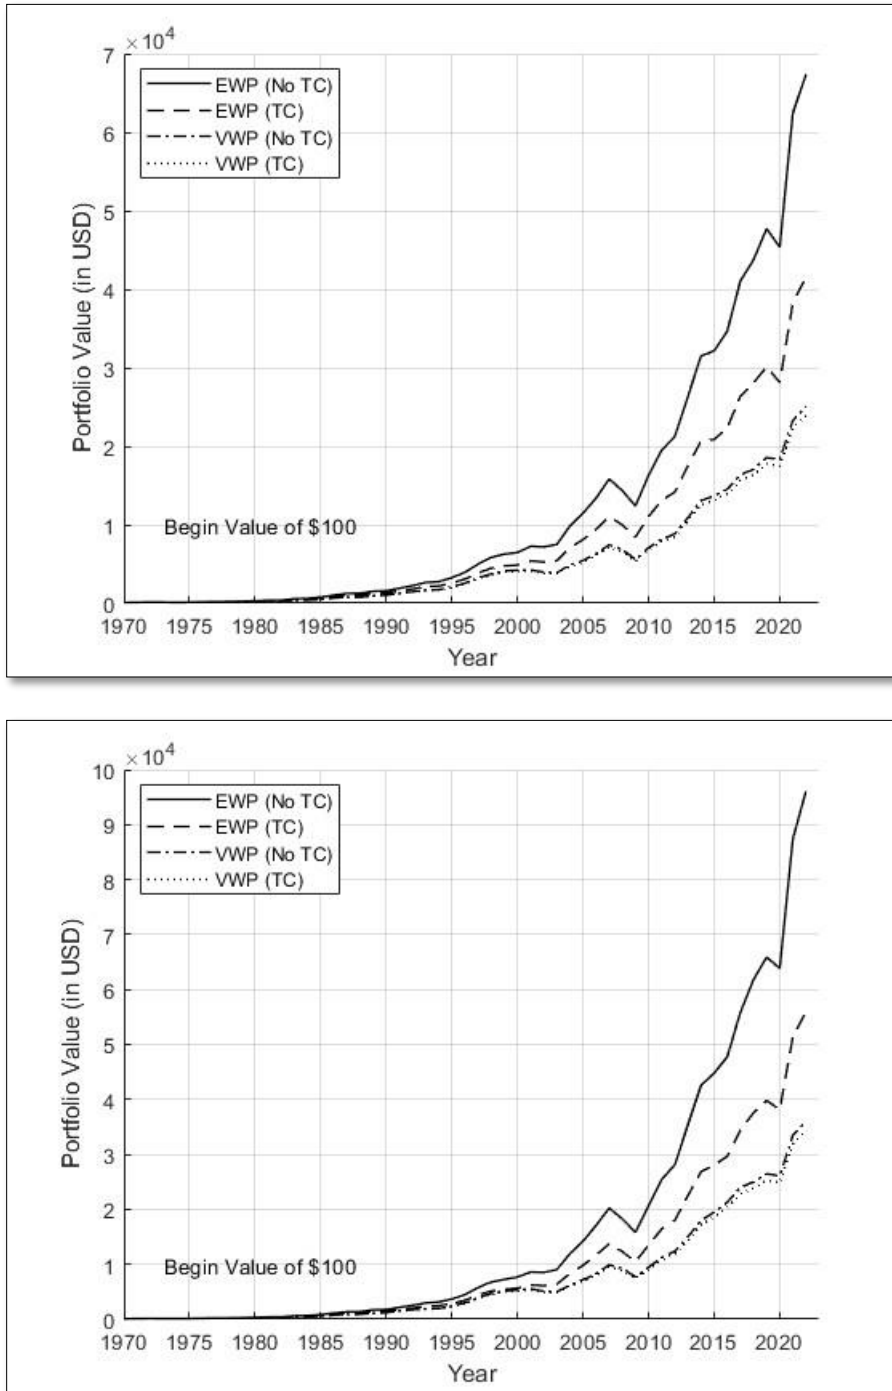 ×10⁴
7
6
5
4
3
2
1
0
Portfolio Value (in USD)
EWP (No TC)
EWP (TC)
VWP (No TC)
VWP (TC)
Begin Value of $100
1970 1975 1980 1985 1990 1995 2000 2005 2010 2015 2020
Year
×10⁴
10
9
8
7
6
5
4
3
2
1
0
Portfolio Value (in USD)
EWP (No TC)
EWP (TC)
VWP (No TC)
VWP (TC)
Begin Value of $100
1970 1975 1980 1985 1990 1995 2000 2005 2010 2015 2020
Year